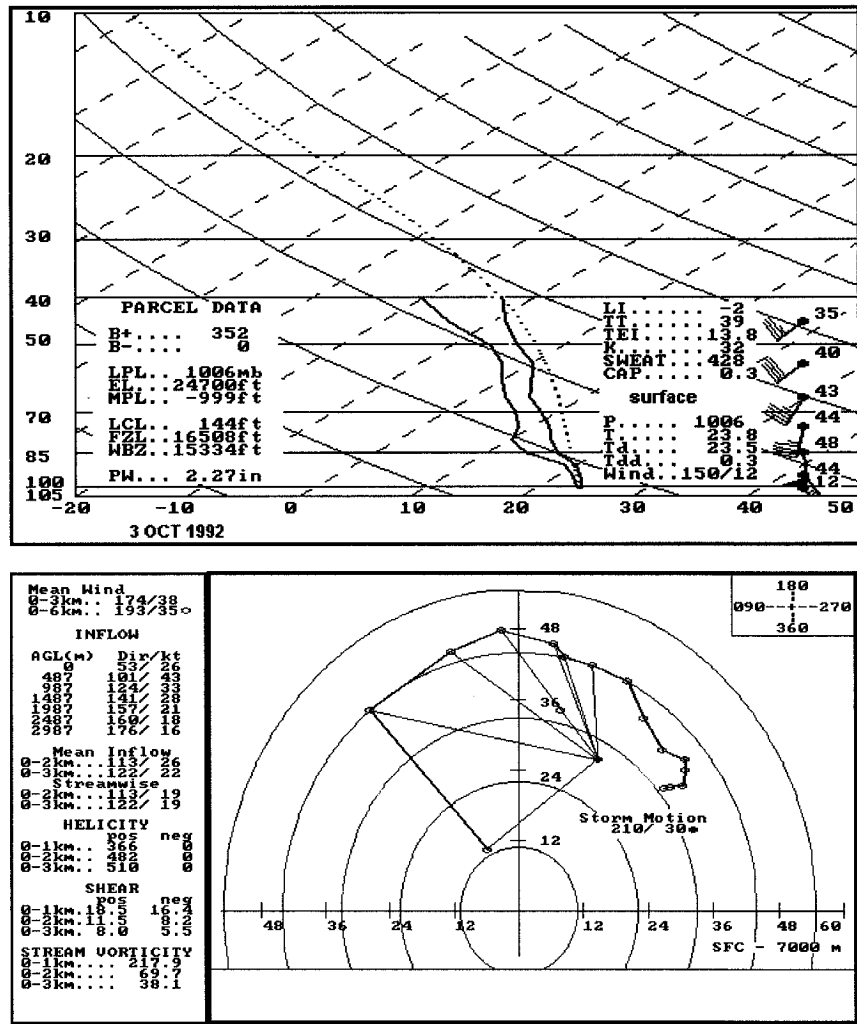 10
20
30
40
50
70
85
100
105
-20 -10 0 10 20 30 40 50
3 OCT 1992
PARCEL DATA
B+.... 352
B-.... 0
LPL.. 1006mb
EL. 24700ft
MPL.. -999ft
LCL.. 144ft
FZL..16508ft
WBZ..15334ft
PW... 2.27in
LI...... -2
TT...... 39
TEI.... 13.8
K....... 32
SWEAT.. 428
CAP..... 0.3
surface
P..... 1006
T..... 23.8
Td.... 23.5
Tdd... 0.3
Wind..150/12
35
40
43
44
48
44
12
Mean Wind
0-3km.. 174/38
0-6km.. 193/35
INFLOW
AGL(m) Dir/kt
0 53/ 26
487 101/ 43
987 124/ 33
1487 141/ 28
1987 157/ 21
2487 160/ 18
2987 176/ 16
Mean Inflow
0-2km..113/ 26
0-3km..122/ 22
Streamwise
0-2km..113/ 19
0-3km..122/ 19
HELICITY
pos neg
0-1km.. 366 0
0-2km.. 482 0
0-3km.. 510 0
SHEAR
pos neg
0-1km.18.5 16.4
0-2km.11.5 8.2
0-3km. 8.0 5.5
STREAM VORTICITY
0-1km.... 217.9
0-2km.... 69.7
0-3km.... 38.1
180
090 270
360
48
36
24
12
Storm Motion
210/ 30
48 36 24 12 12 24 36 48 60
SFC - 7000 m